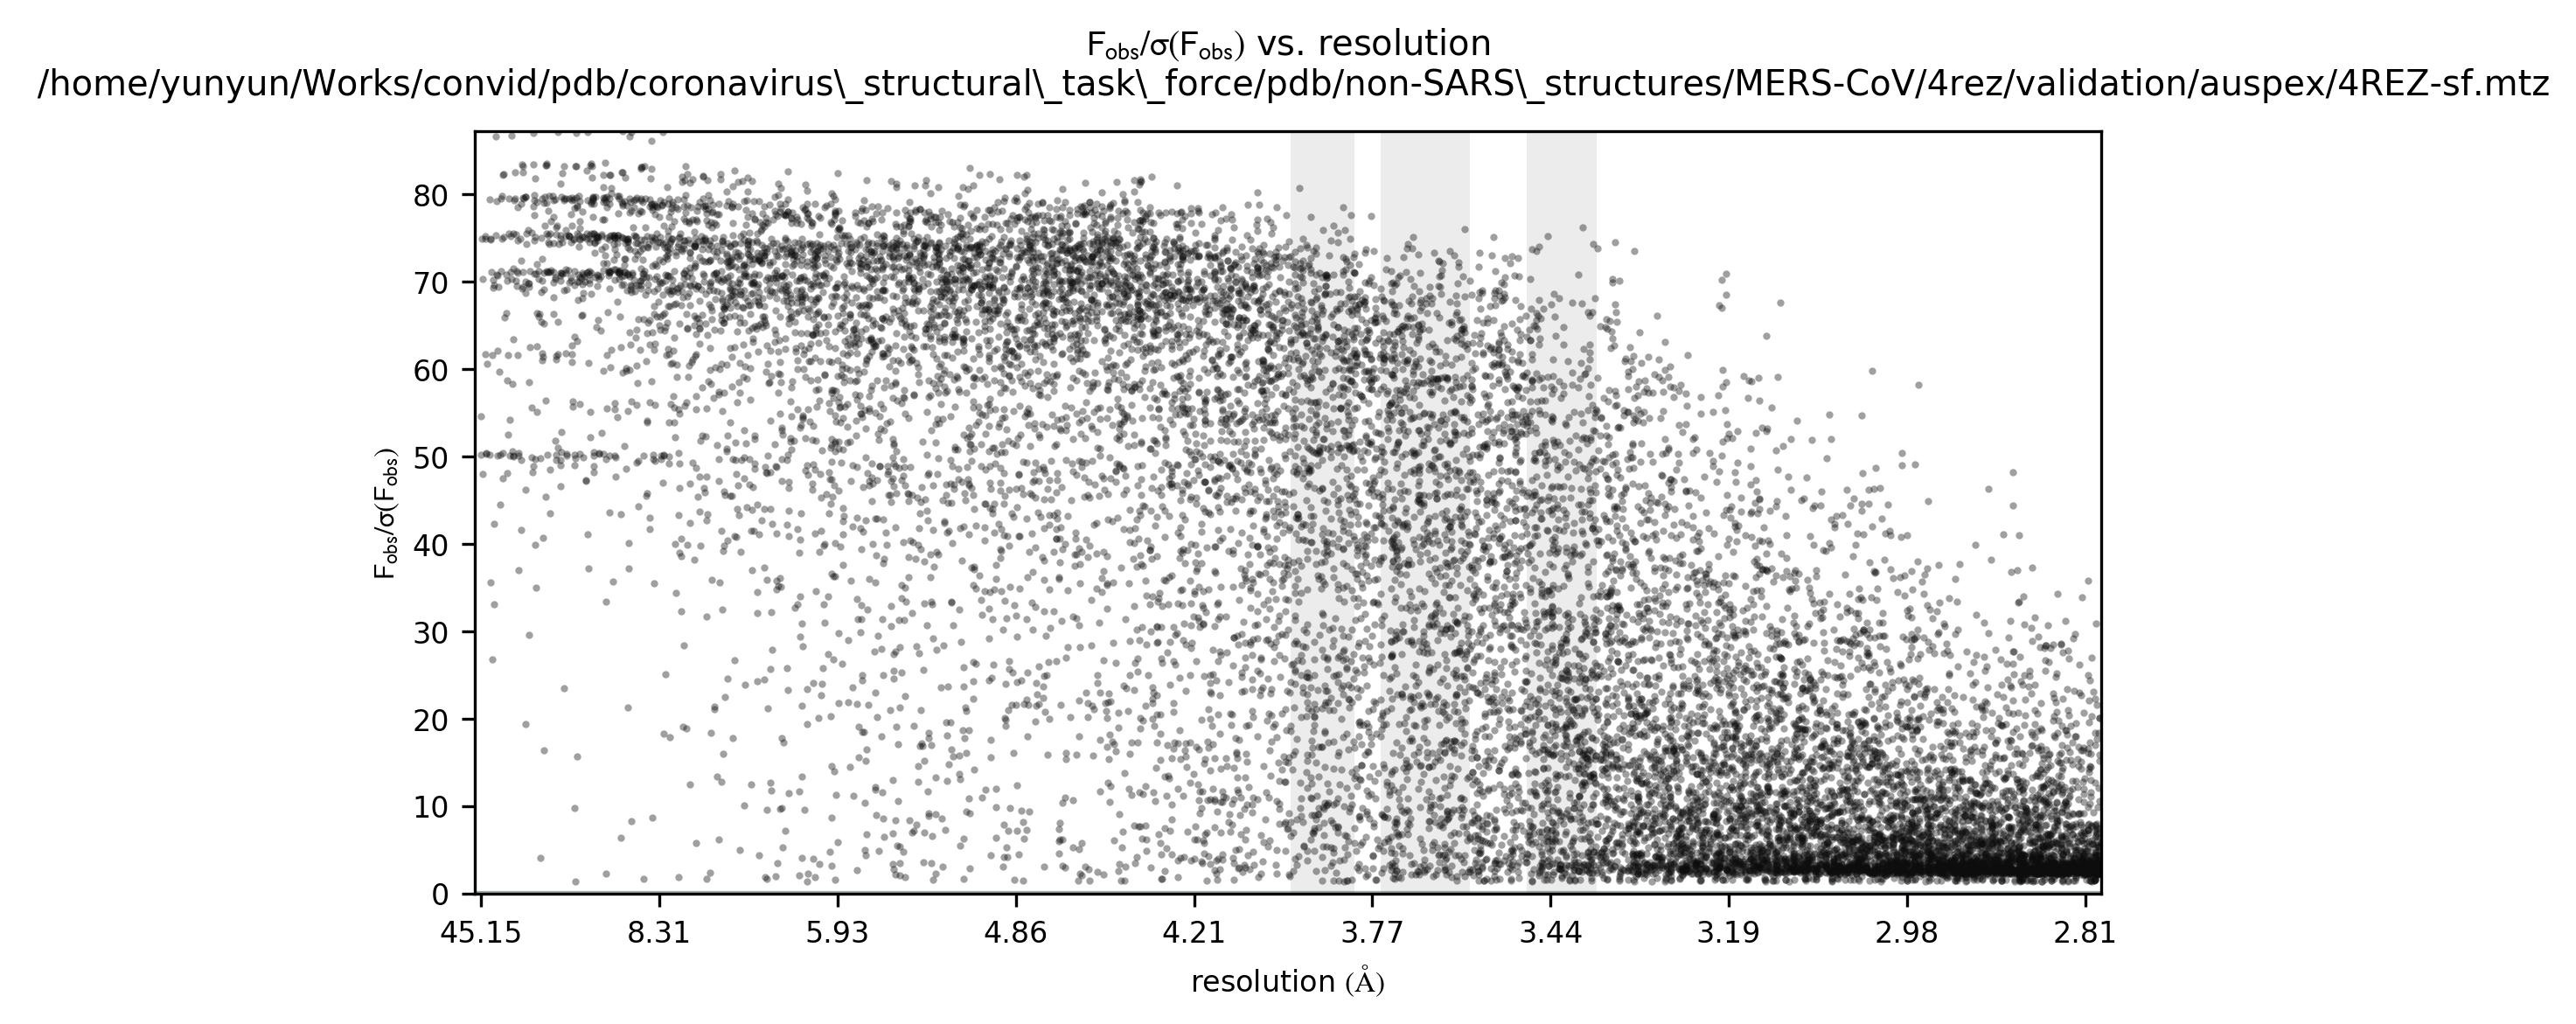 Fobs/σ(Fobs) vs. resolution
/home/yunyun/Works/convid/pdb/coronavirus\_structural\_task\_force/pdb/non-SARS\_structures/MERS-CoV/4rez/validation/auspex/4REZ-sf.mtz
Fobs/σ(Fobs)
80
70
60
50
40
30
20
10
0
45.15 8.31 5.93 4.86 4.21 3.77 3.44 3.19 2.98 2.81
resolution (Å)